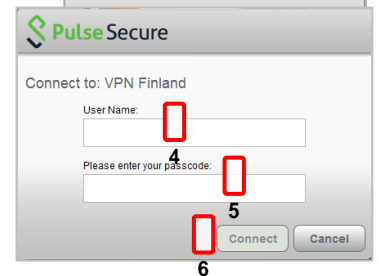 Pulse Secure
Connect to: VPN Finland
User Name:
4
Please enter your passcode:
5
Connect Cancel
6